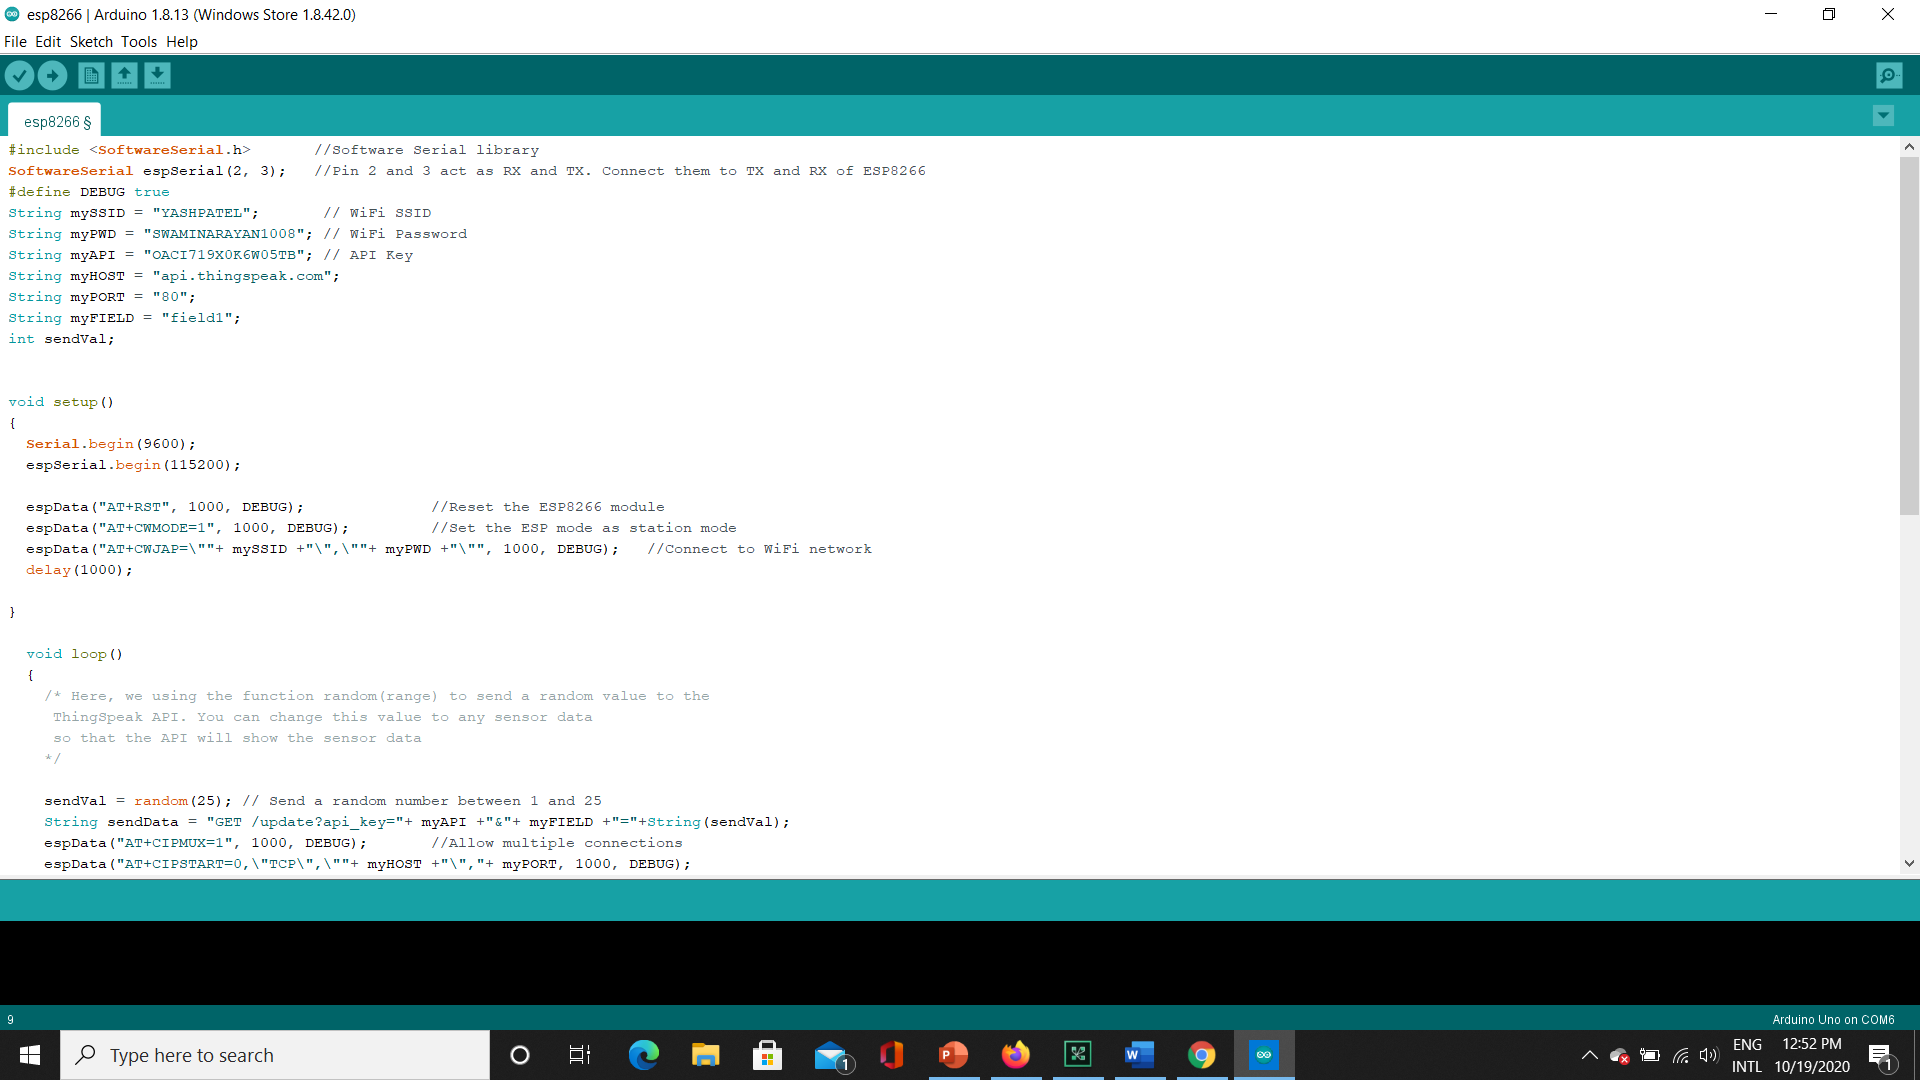 esp8266 | Arduino 1.8.13 (Windows Store 1.8.42.0)
File Edit Sketch Tools Help
esp8266 §
#include <SoftwareSerial.h>       //Software Serial library
SoftwareSerial espSerial(2, 3);   //Pin 2 and 3 act as RX and TX. Connect them to TX and RX of ESP8266
#define DEBUG true
String mySSID = "YASHPATEL";       // WiFi SSID
String myPWD = "SWAMINARAYAN1008"; // WiFi Password
String myAPI = "OACI719X0K6W05TB"; // API Key
String myHOST = "api.thingspeak.com";
String myPORT = "80";
String myFIELD = "field1";
int sendVal;
void setup()
{
  Serial.begin(9600);
  espSerial.begin(115200);
  espData("AT+RST", 1000, DEBUG);              //Reset the ESP8266 module
  espData("AT+CWMODE=1", 1000, DEBUG);         //Set the ESP mode as station mode
  espData("AT+CWJAP=\""+ mySSID +"\",\""+ myPWD +"\"", 1000, DEBUG);   //Connect to WiFi network
  delay(1000);
}
  void loop()
  {
    /* Here, we using the function random(range) to send a random value to the
     ThingSpeak API. You can change this value to any sensor data
     so that the API will show the sensor data
    */
    sendVal = random(25); // Send a random number between 1 and 25
    String sendData = "GET /update?api_key="+ myAPI +"&"+ myFIELD +"="+String(sendVal);
    espData("AT+CIPMUX=1", 1000, DEBUG);       //Allow multiple connections
    espData("AT+CIPSTART=0,\"TCP\",\""+ myHOST +"\","+ myPORT, 1000, DEBUG);
9
Arduino Uno on COM6
Type here to search
1
ENG
INTL
12:52 PM
10/19/2020
1